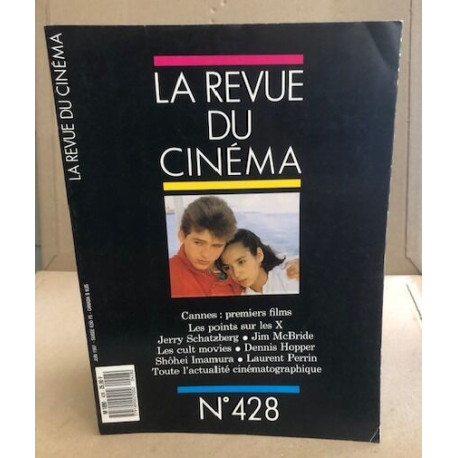 LA REVUE DU CINÉMA
LA REVUE
DU
CINÉMA
Cannes : premiers films
Les points sur les X
Jerry Schatzberg • Jim McBride
Les cult movies • Dennis Hopper
Shôhei Imamura • Laurent Perrin
Toute l'actualité cinématographique
N°428